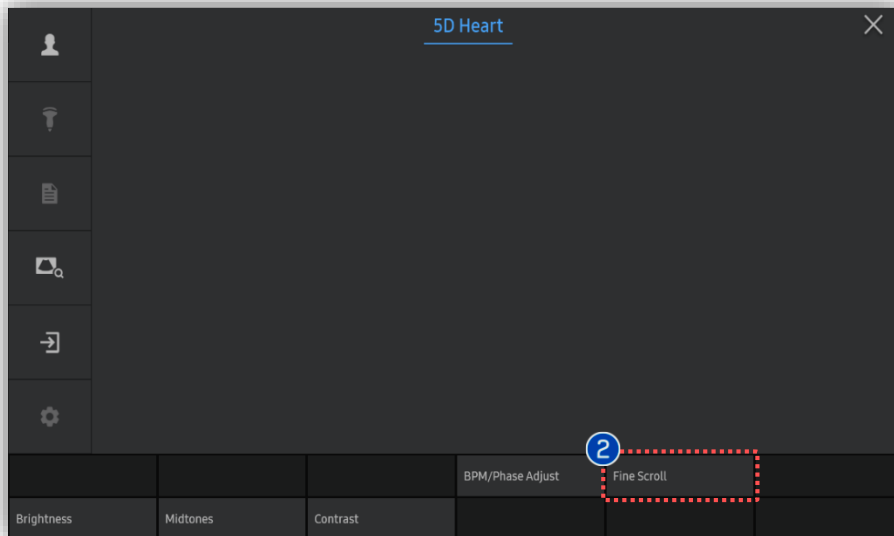 5D Heart
2
BPM/Phase Adjust
Fine Scroll
Brightness
Midtones
Contrast